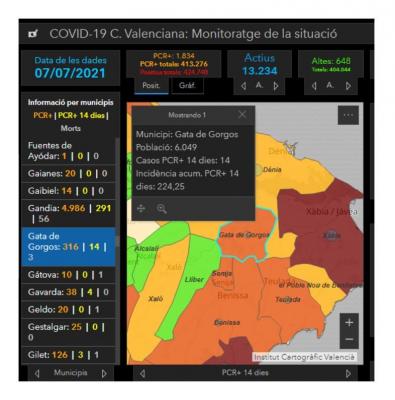 COVID-19 C. Valenciana: Monitoratge de la situació
Data de les dades
07/07/2021
PCR+: 1.834
PCR+ totals: 413.276
Positius totals: 424.748
Posit.
Gràf.
Actius
13.234
A.
Altes: 648
Totals: 404.044
A.
Informació per municipis
PCR+ | PCR+ 14 dies |
Morts
Fuentes de
Ayódar: 1 | 0 | 0
Gaianes: 20 | 0 | 0
Gaibiel: 14 | 0 | 0
Gandia: 4.986 | 291
| 56
Gata de
Gorgos: 316 | 14 |
3
Gátova: 10 | 0 | 1
Gavarda: 38 | 4 | 0
Geldo: 20 | 0 | 1
Gestalgar: 25 | 0 |
0
Gilet: 126 | 3 | 1
Municipis
Mostrando 1
Municipi: Gata de Gorgos
Població: 6.049
Casos PCR+ 14 dies: 14
Incidència acum. PCR+ 14
dies: 224,25
Dénia
Dénia
Xàbia / Jávea
Xàbia
Gata de Gorgos
Alcalalí
Xaló
Xaló
Llíber
Senija
Benissa
Benissa
Teulada
el Poble Nou de Benitatxell
Teulada
Institut Cartogràfic Valencià
PCR+ 14 dies